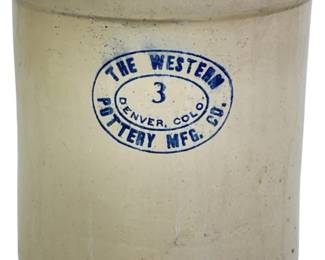 THE WESTERN
3
DENVER, COLO.
POTTERY MFG. CO.